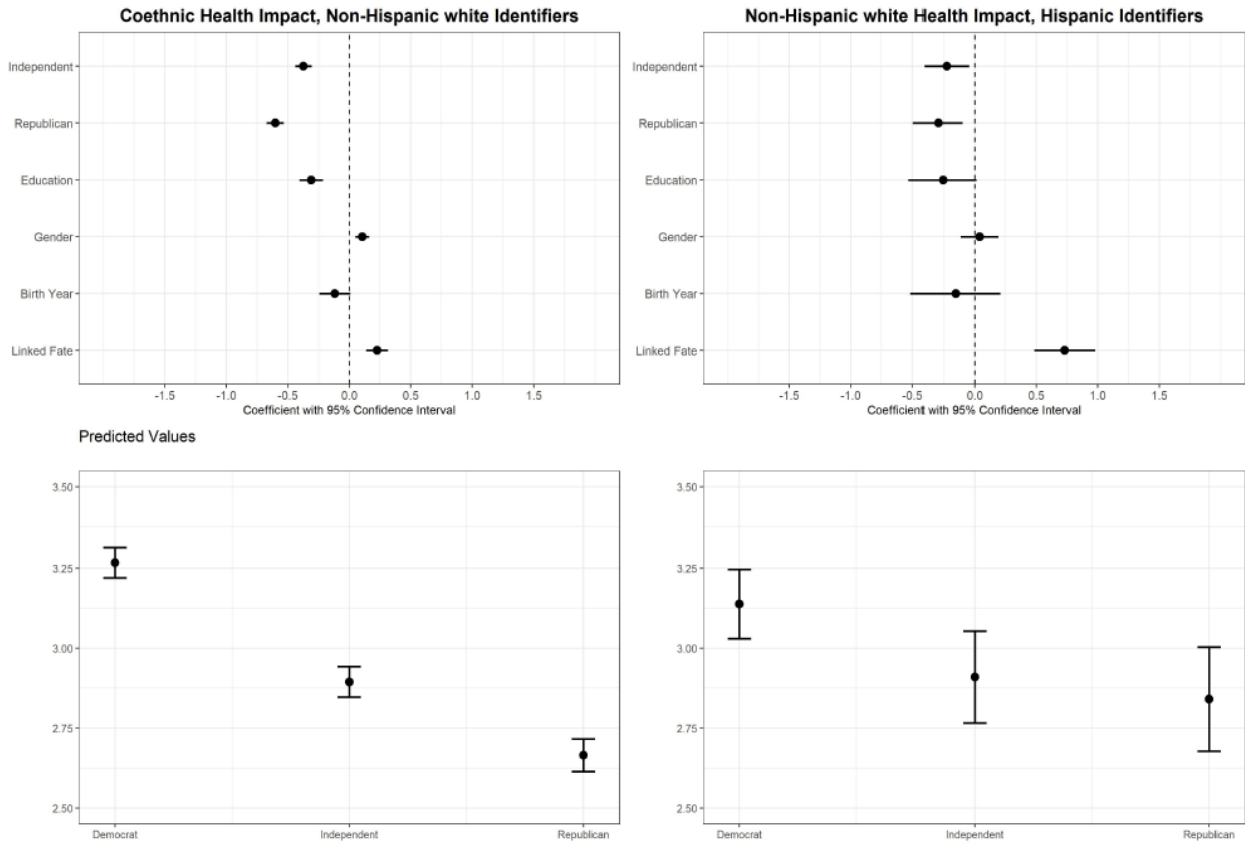 Coethnic Health Impact, Non-Hispanic white Identifiers
Independent
Republican
Education
Gender
Birth Year
Linked Fate
-1.0 -0.5 0.0 0.5 1.0 1.5
Coefficient with 95% Confidence Interval
Non-Hispanic white Health Impact, Hispanic Identifiers
Independent
Republican
Education
Gender
Birth Year
Linked Fate
-1.5 -1.0 -0.5 0.0 0.5 1.0 1.5
Coefficient with 95% Confidence Interval
Predicted Values
3.50
3.25
3.00
2.75
2.50
Democrat Independent Republican
3.50
3.25
3.00
2.75
2.50
Democrat Independent Republican